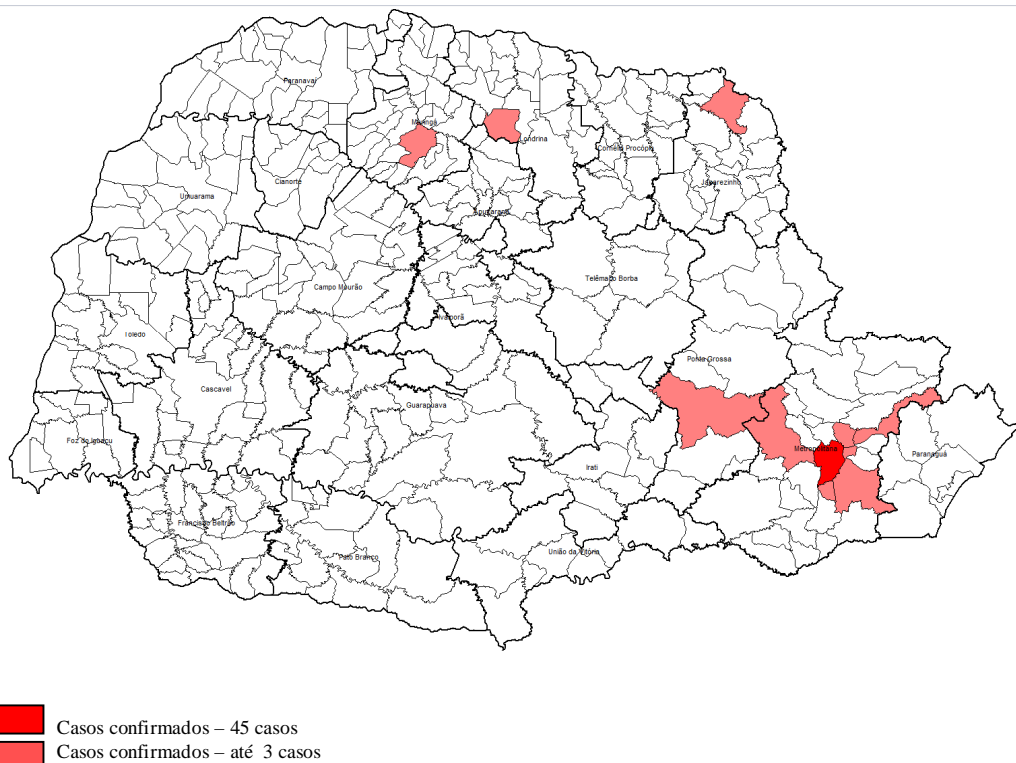 Paranavaí
Maringá
Londrina
Cornélio Procópio
Jacarezinho
Umuarama
Cianorte
Apucarana
Telêmaco Borba
Campo Mourão
Ivaiporã
Toledo
Ponta Grossa
Cascavel
Guarapuava
Foz do Iguaçu
Metropolitana
Paranaguá
Irati
Francisco Beltrão
União da Vitória
Pato Branco
Casos confirmados – 45 casos
Casos confirmados – até 3 casos